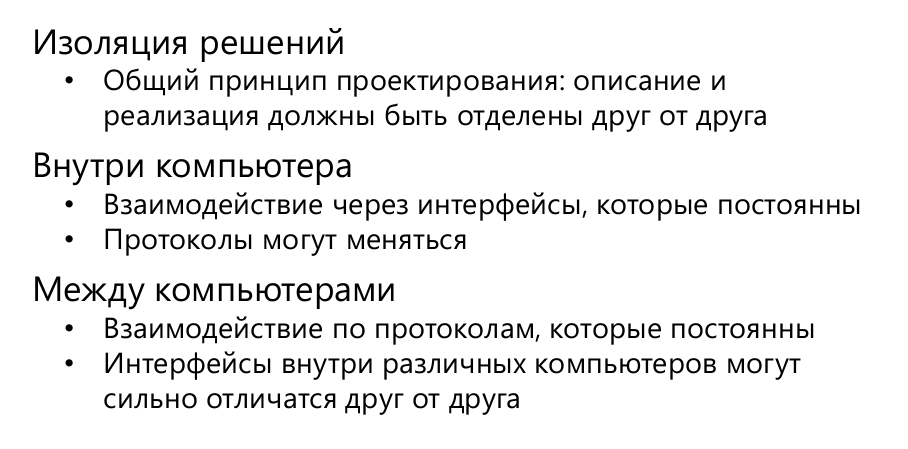 Изоляция решений
• Общий принцип проектирования: описание и
реализация должны быть отделены друг от друга
Внутри компьютера
• Взаимодействие через интерфейсы, которые постоянны
• Протоколы могут меняться
Между компьютерами
• Взаимодействие по протоколам, которые постоянны
• Интерфейсы внутри различных компьютеров могут
сильно отличатся друг от друга